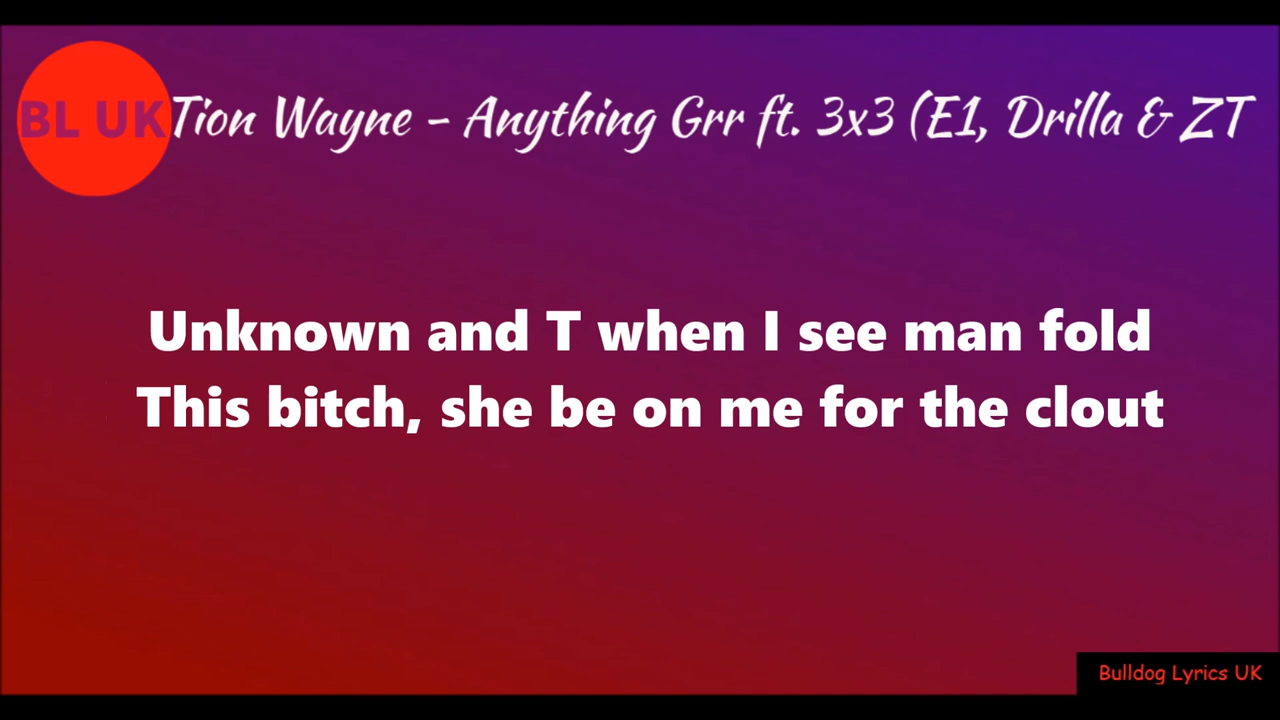 BL UK
Tion Wayne - Anything Grr ft. 3x3 (E1, Drilla & ZT
Unknown and T when I see man fold
This bitch, she be on me for the clout
Bulldog Lyrics UK